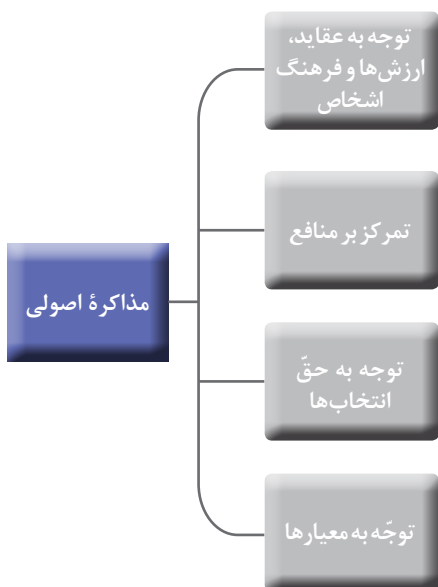 توجه به عقاید،
ارزش‌ها و فرهنگ
اشخاص
تمرکز بر منافع
مذاکرهٔ اصولی
توجه به حقّ
انتخاب‌ها
توجّه به معیارها